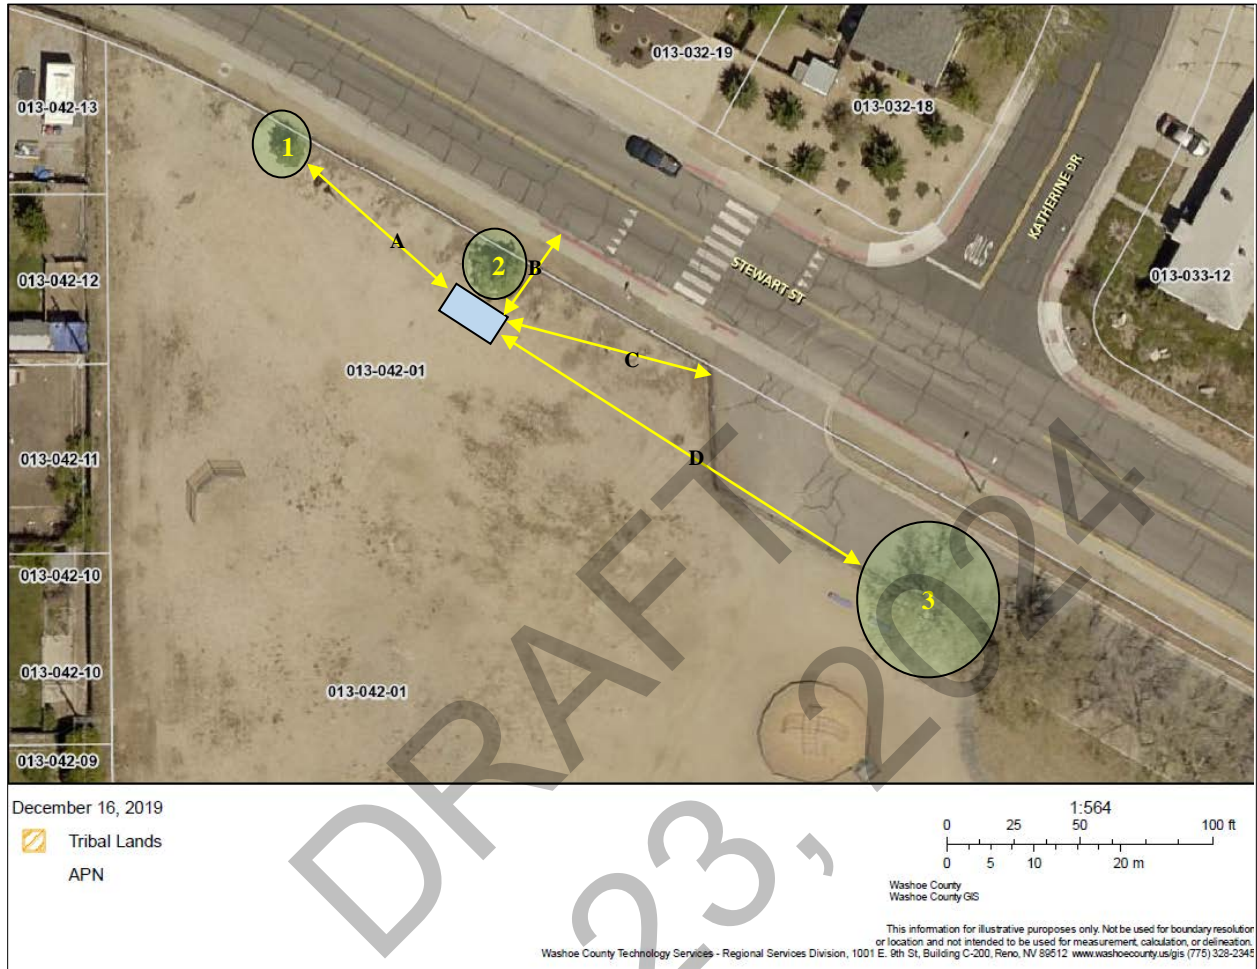 013-032-19
013-042-13
013-032-18
1
KATHERINE DR
A
2
B
STEWART ST
013-042-12
013-033-12
C
013-042-01
013-042-11
D
013-042-10
3
013-042-10
013-042-01
013-042-09
DRAFT
23, 2024
December 16, 2019
Tribal Lands
APN
1:564
0 25 50 100 ft
0 5 10 20 m
Washoe County
Washoe County GIS
This information for illustrative purposes only. Not be used for boundary resolution
or location and not intended to be used for measurement, calculation, or delineation.
Washoe County Technology Services - Regional Services Division, 1001 E. 9th St, Building C-200, Reno, NV 89512 www.washoecounty.us/gis (775) 328-2345